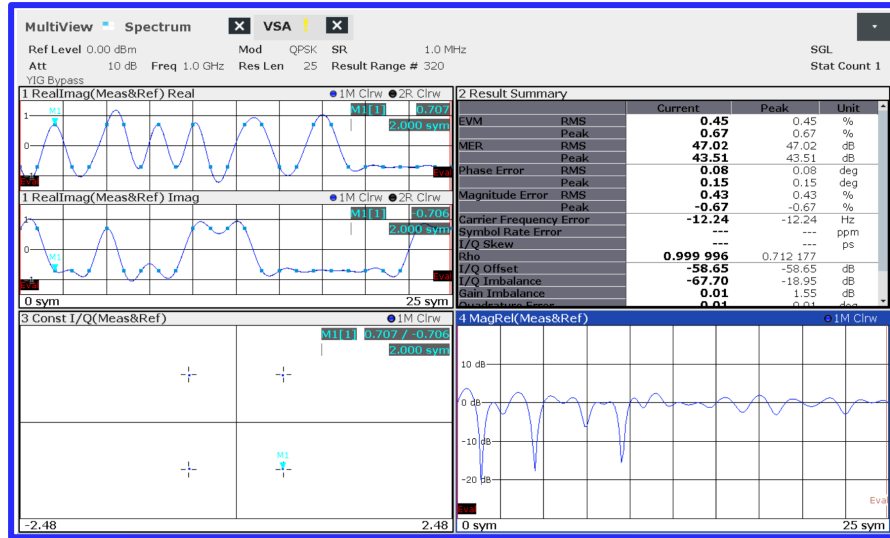 MultiView Spectrum X VSA ! X
Ref Level 0.00 dBm Mod QPSK SR 1.0 MHz SGL
Att 10 dB Freq 1.0 GHz Res Len 25 Result Range # 320 Stat Count 1
YIG Bypass
1 RealImag(Meas&Ref) Real 1M Clrw 2R Clrw
M1[1] 0.707
2.000 sym
M1
1
0
-1
Eval
Eval
1 RealImag(Meas&Ref) Imag 1M Clrw 2R Clrw
M1[1] -0.706
2.000 sym
0
M1
-1
Eval
Eval
0 sym 25 sym
2 Result Summary
Current Peak Unit
EVM RMS 0.45 0.45 %
Peak 0.67 0.67 %
MER RMS 47.02 47.02 dB
Peak 43.51 43.51 dB
Phase Error RMS 0.08 0.08 deg
Peak 0.15 0.15 deg
Magnitude Error RMS 0.43 0.43 %
Peak -0.67 -0.67 %
Carrier Frequency Error -12.24 -12.24 Hz
Symbol Rate Error --- --- ppm
I/Q Skew --- --- ps
Rho 0.999 996 0.712 177
I/Q Offset -58.65 -58.65 dB
I/Q Imbalance -67.70 -18.95 dB
Gain Imbalance 0.01 1.55 dB
Quadrature Error 0.01 0.01 deg
3 Const I/Q(Meas&Ref) 1M Clrw
M1[1] 0.707 / -0.706
2.000 sym
M1
-2.48 2.48
4 MagRel(Meas&Ref) 1M Clrw
10 dB
0 dB
-10 dB
-20 dB
Eval
Eval
0 sym 25 sym